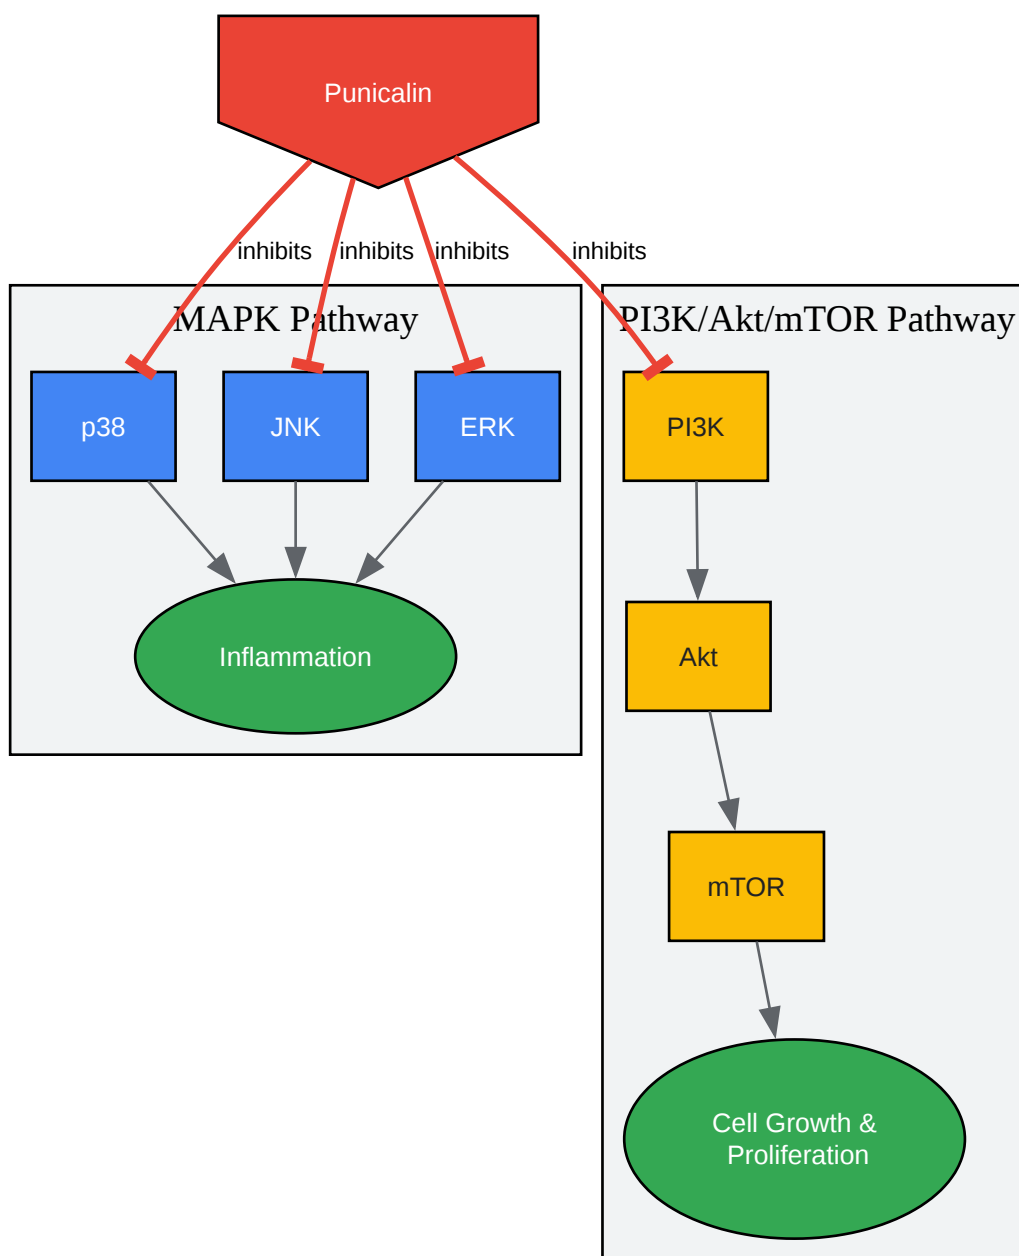 Punicalin
inhibits
inhibits
inhibits
inhibits
MAPK Pathway
PI3K/Akt/mTOR Pathway
p38
JNK
ERK
PI3K
Inflammation
Akt
mTOR
Cell Growth &
Proliferation